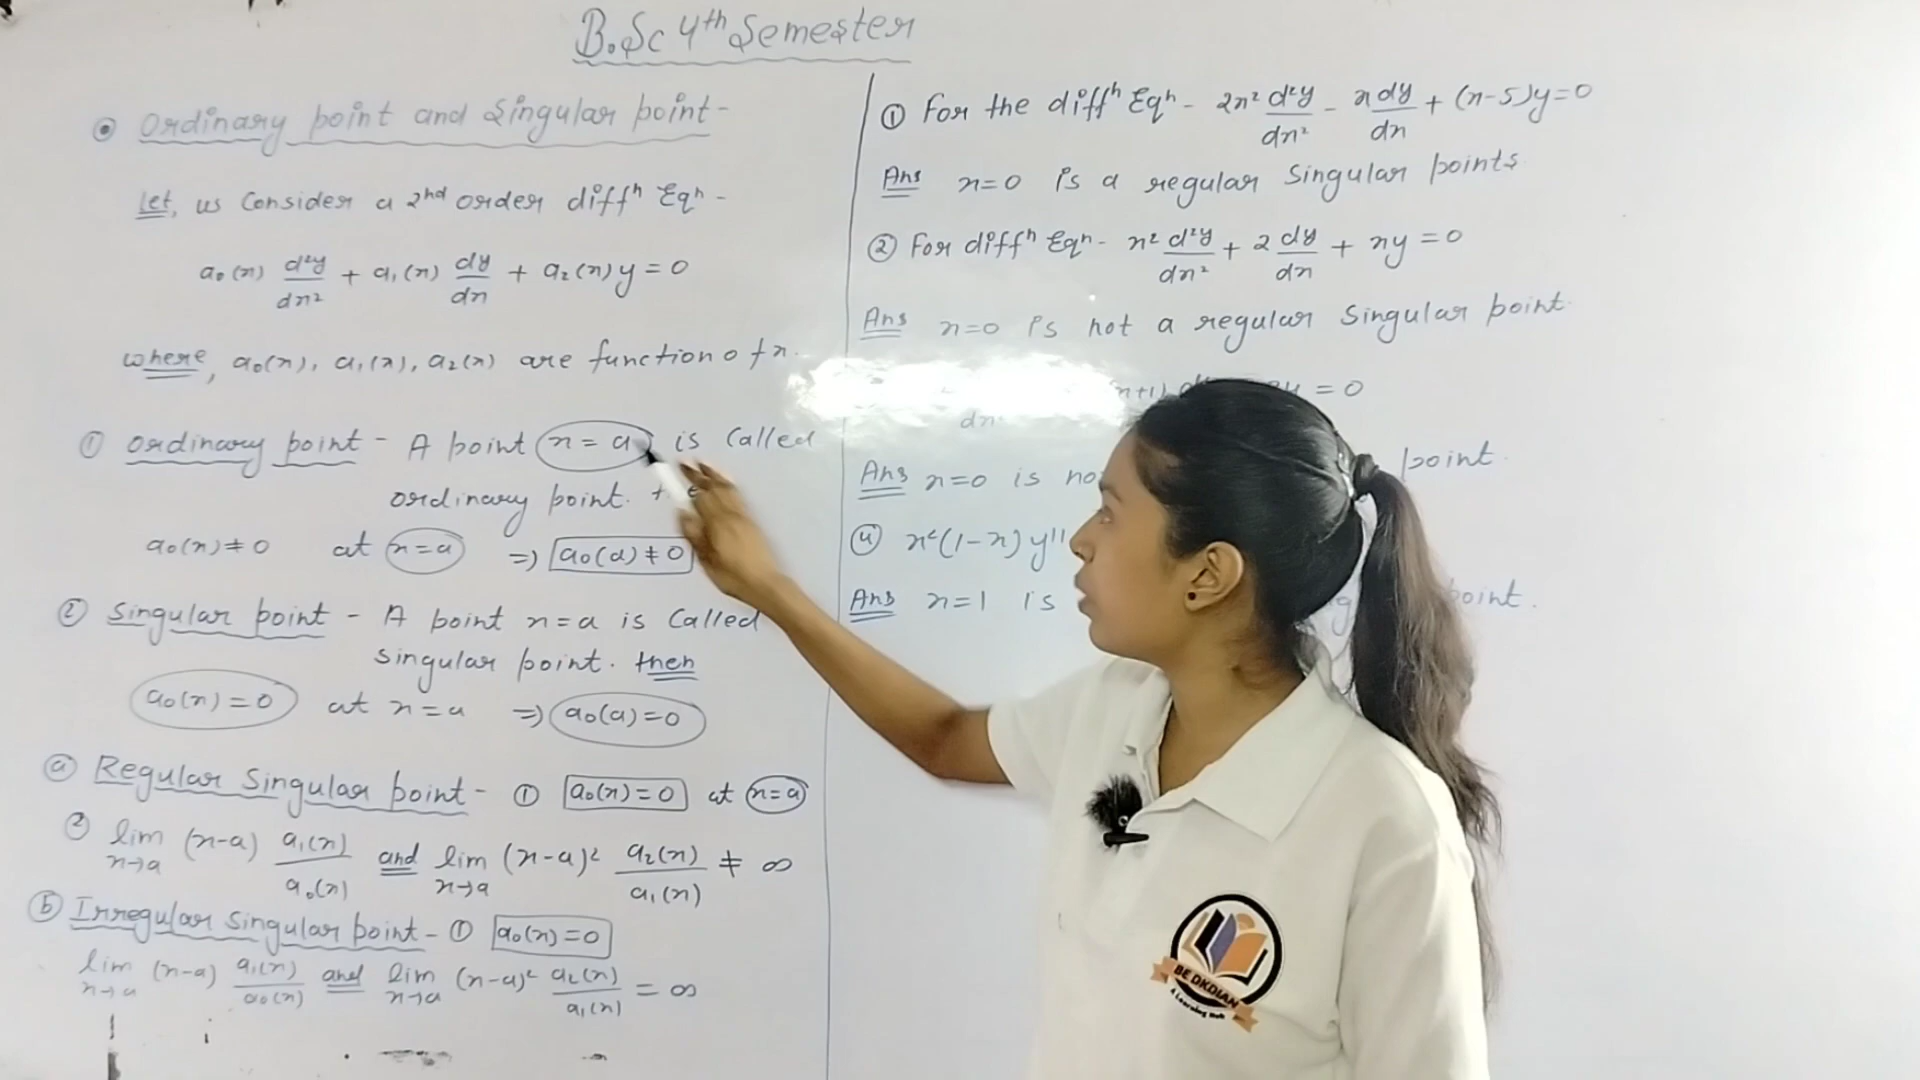 B.Sc 4th Semester
Ordinary point and Singular point-
Let, us Consider a 2nd order diffn Eqn -
a₀(x) d²y/dx² + a₁(x) dy/dx + a₂(x)y = 0
where, a₀(x), a₁(x), a₂(x) are function of x.
① Ordinary point - A point x = a is Called
ordinary point.
a₀(x) ≠ 0 at x=a ⇒ a₀(a) ≠ 0
② Singular point - A point x = a is Called
Singular point. then
a₀(x) = 0 at x = a ⇒ a₀(a) = 0
ⓐ Regular Singular point - ① a₀(x) = 0 at x=a
② lim x→a (x-a) a₁(x)/a₀(x) and lim x→a (x-a)² a₂(x)/a₁(x) ≠ ∞
ⓑ Irregular Singular point - ① a₀(x) = 0
lim x→a (x-a) a₁(x)/a₀(x) and lim x→a (x-a)² a₂(x)/a₁(x) = ∞
① For the diffn Eqn - 2x² d²y/dx² - x dy/dx + (x-5)y = 0
Ans x=0 is a regular Singular points
② For diffn Eqn - x² d²y/dx² + 2 dy/dx + xy = 0
Ans x=0 is not a regular Singular point.
= 0
Ans x=0 is point.
④ x²(1-x) y''
Ans x=1 is point.
BE DKDIAN
A Learning Hub